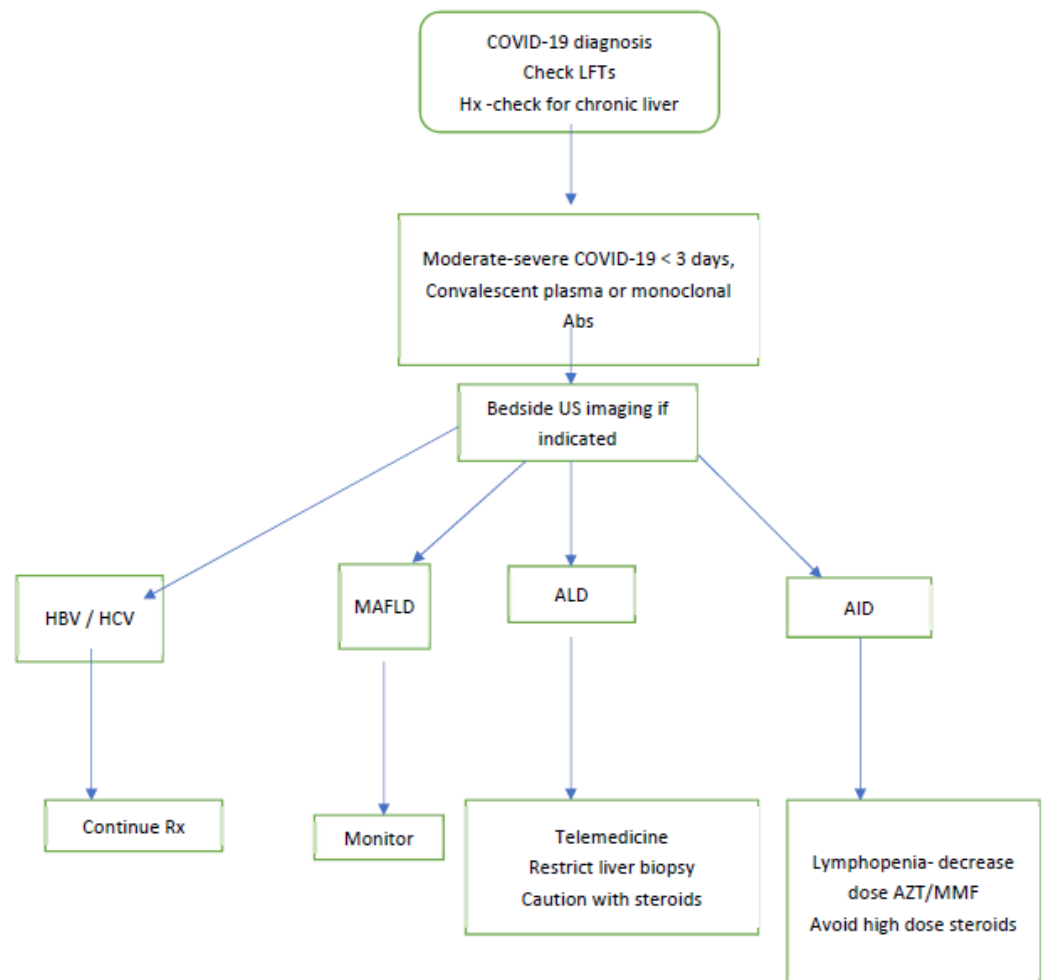 COVID-19 diagnosis
Check LFTs
Hx -check for chronic liver
Moderate-severe COVID-19 < 3 days,
Convalescent plasma or monoclonal
Abs
Bedside US imaging if
indicated
HBV / HCV
MAFLD
ALD
AID
Continue Rx
Monitor
Telemedicine
Restrict liver biopsy
Caution with steroids
Lymphopenia- decrease
dose AZT/MMF
Avoid high dose steroids